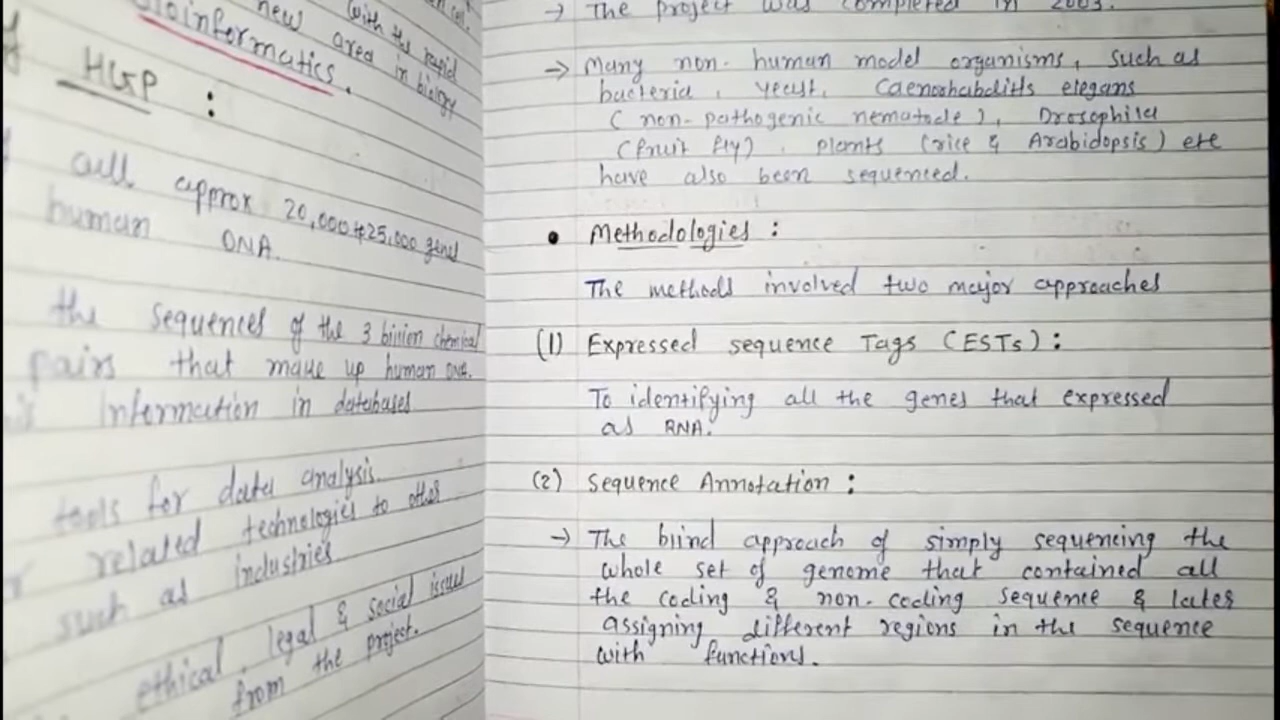 new area in biology
with the rapid
Bioinformatics.
HGP :
all approx 20,000 to 25,000 genes
human DNA.
the sequences of the 3 billion chemical
pairs that make up human DNA.
information in databases
tools for data analysis.
related technologies to other
such as industries
ethical, legal & social issues
from the project.
→ The project was completed in 2003.
→ Many non-human model organisms, such as
bacteria, yeast, Caenorhabditis elegans
(non-pathogenic nematode), Drosophila
(fruit fly), plants (rice & Arabidopsis) etc
have also been sequenced.
• Methodologies :
The methods involved two major approaches
(1) Expressed sequence Tags (ESTs) :
To identifying all the genes that expressed
as RNA.
(2) Sequence Annotation :
→ The blind approach of simply sequencing the
whole set of genome that contained all
the coding & non-coding sequence & later
assigning different regions in the sequence
with functions.